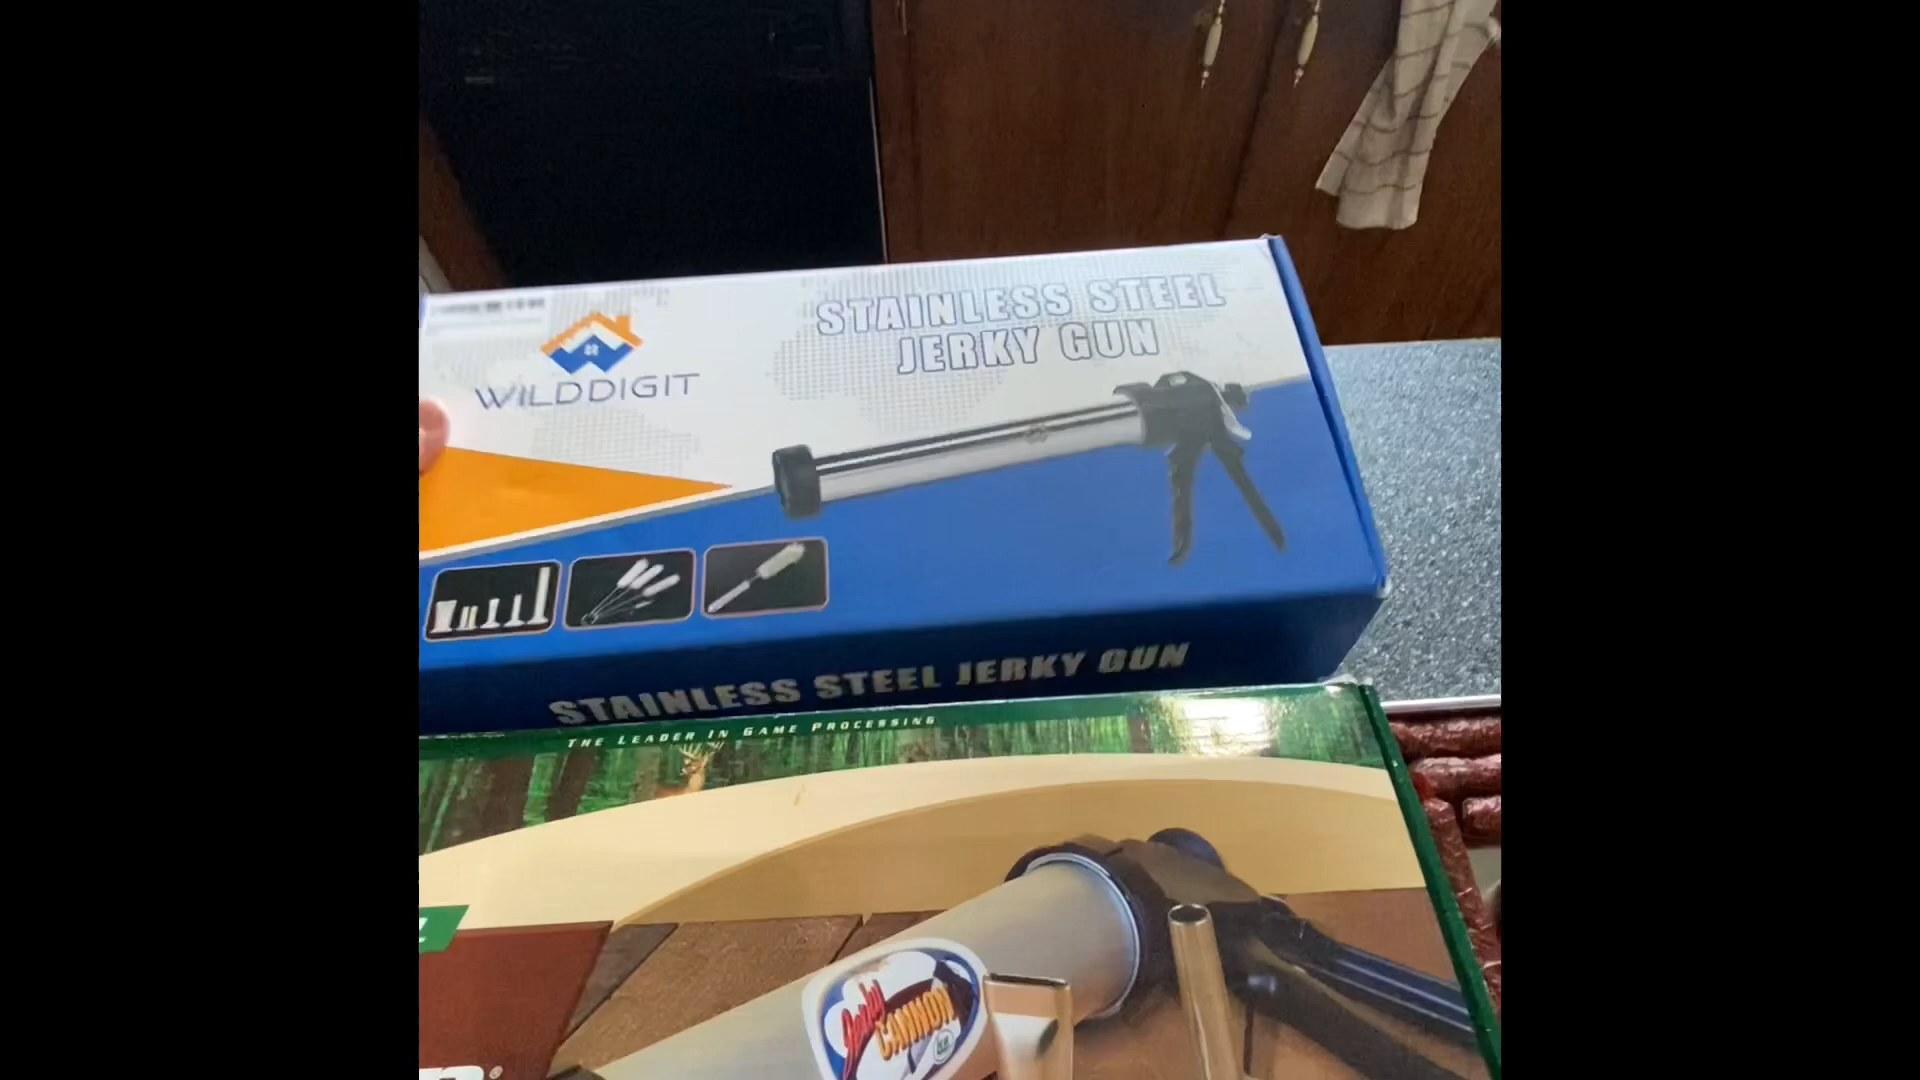 STAINLESS STEEL
JERKY GUN
WILDDIGIT
STAINLESS STEEL JERKY GUN
THE LEADER IN GAME PROCESSING
Jerky
CANNON